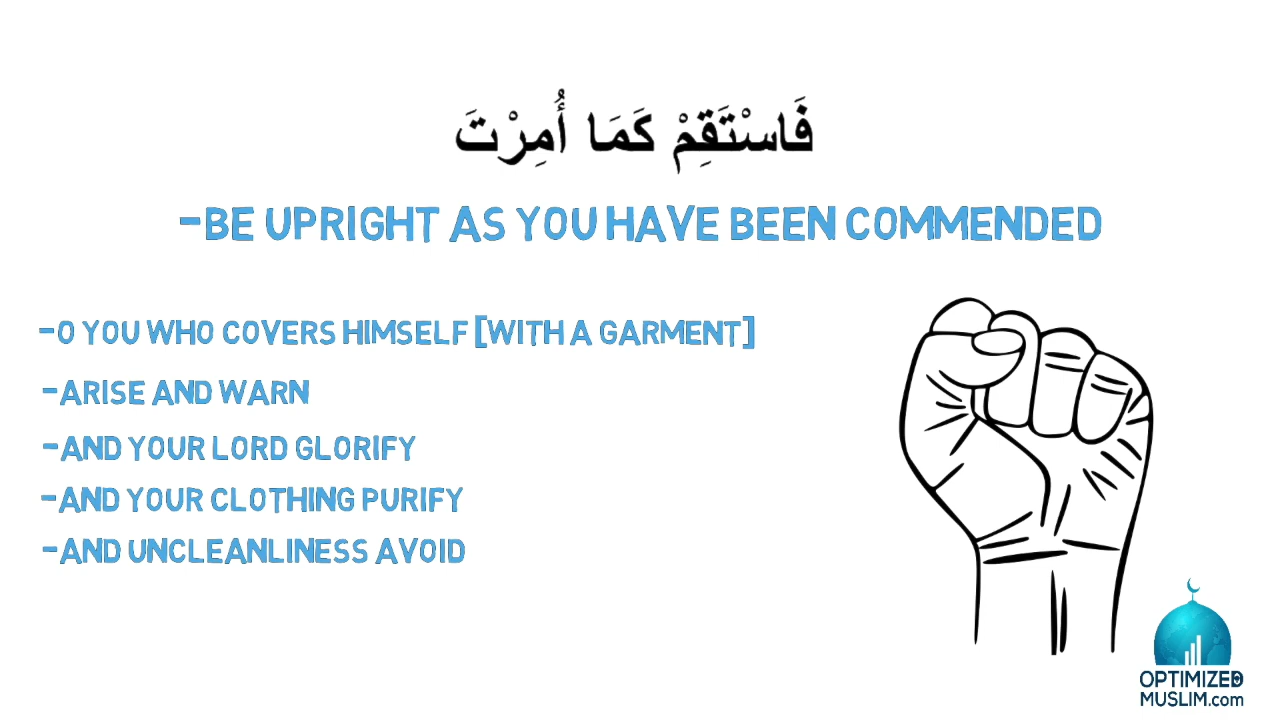 فَاسْتَقِمْ كَمَا أُمِرْتَ
-BE UPRIGHT AS YOU HAVE BEEN COMMENDED
-O YOU WHO COVERS HIMSELF [WITH A GARMENT]
-ARISE AND WARN
-AND YOUR LORD GLORIFY
-AND YOUR CLOTHING PURIFY
-AND UNCLEANLINESS AVOID
OPTIMIZED
MUSLIM.com